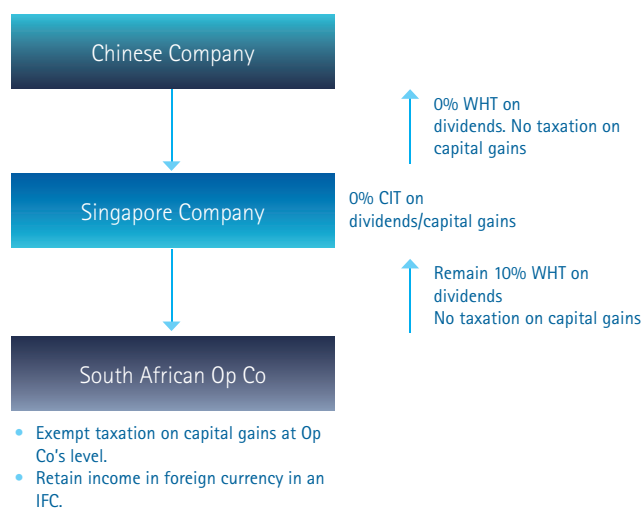 Chinese Company
0% WHT on
dividends. No taxation on
capital gains
Singapore Company
0% CIT on
dividends/capital gains
Remain 10% WHT on
dividends
No taxation on capital gains
South African Op Co
• Exempt taxation on capital gains at Op
Co's level.
• Retain income in foreign currency in an
IFC.